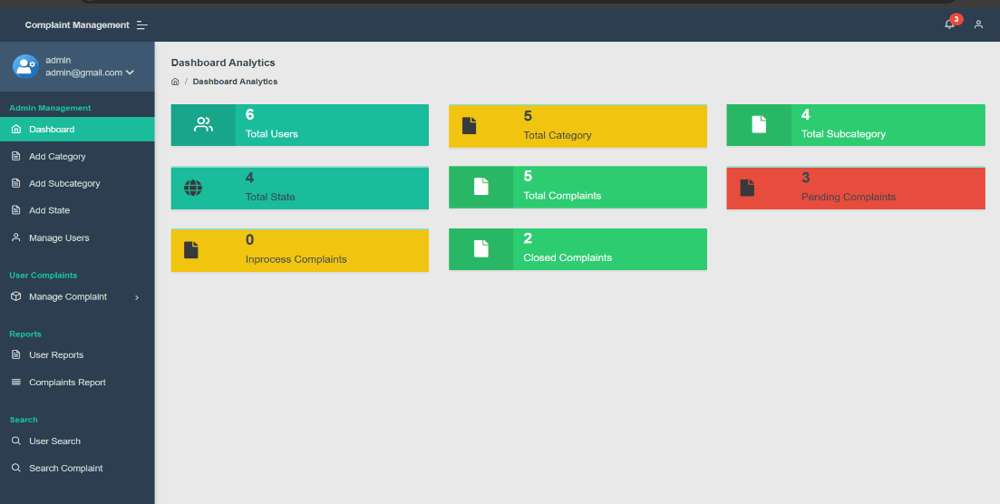 Complaint Management
3
admin
admin@gmail.com
Admin Management
Dashboard
Add Category
Add Subcategory
Add State
Manage Users
User Complaints
Manage Complaint
Reports
User Reports
Complaints Report
Search
User Search
Search Complaint
Dashboard Analytics
/ Dashboard Analytics
6
Total Users
5
Total Category
4
Total Subcategory
4
Total State
5
Total Complaints
3
Pending Complaints
0
Inprocess Complaints
2
Closed Complaints